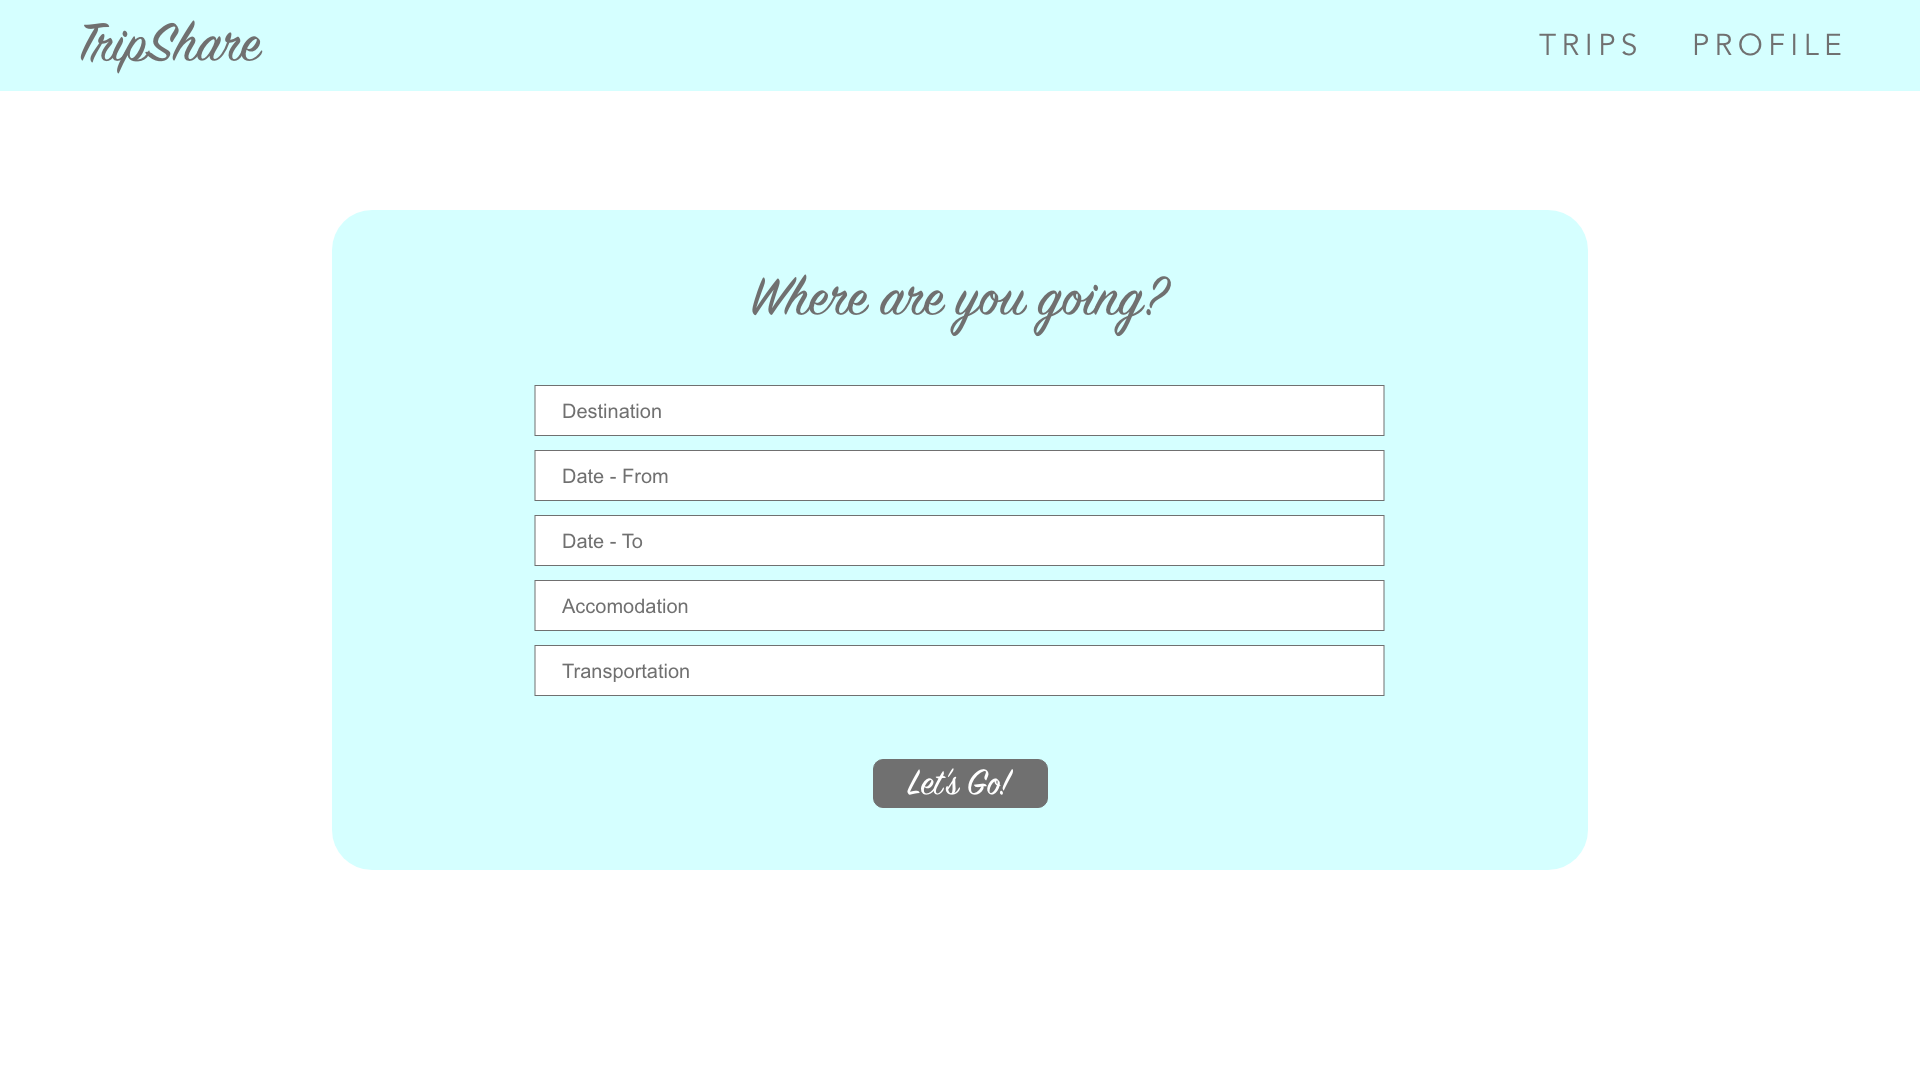 TripShare
TRIPS PROFILE
Where are you going?
Destination
Date - From
Date - To
Accomodation
Transportation
Let's Go!